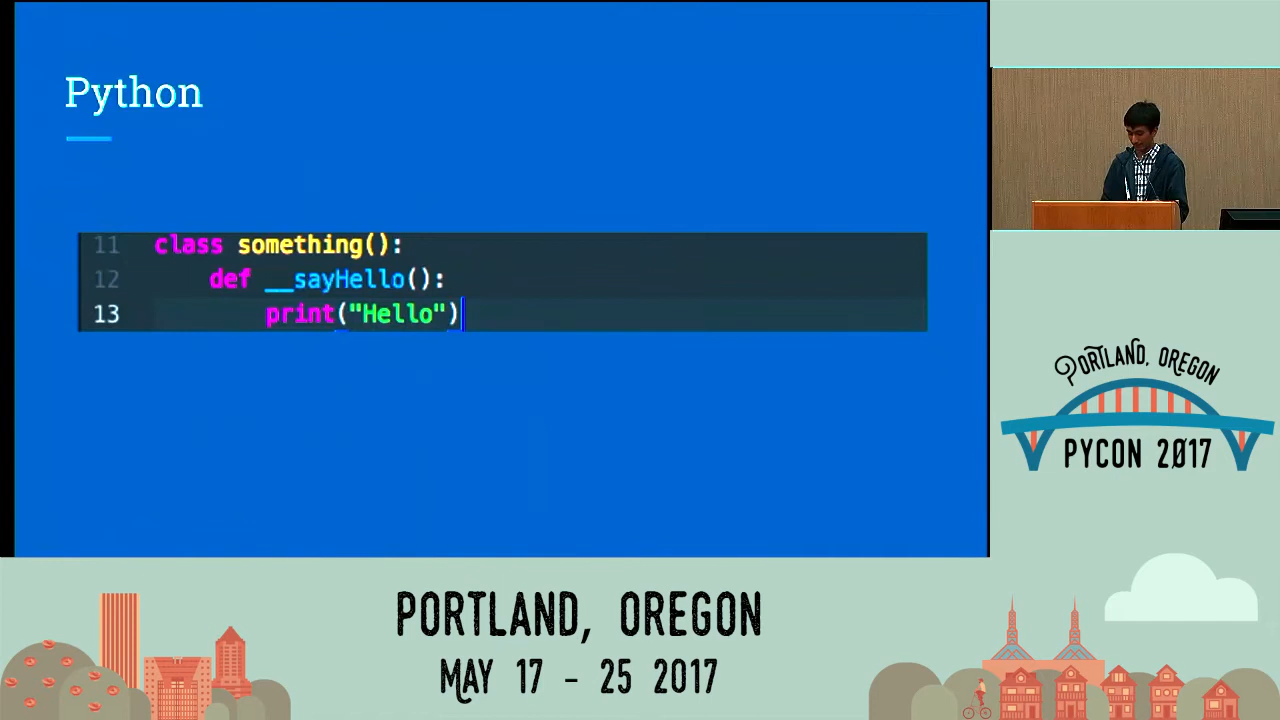 Python
11 class something():
12     def __sayHello():
13         print("Hello")
PORTLAND, OREGON
PYCON 2017
PORTLAND, OREGON
MAY 17 - 25 2017